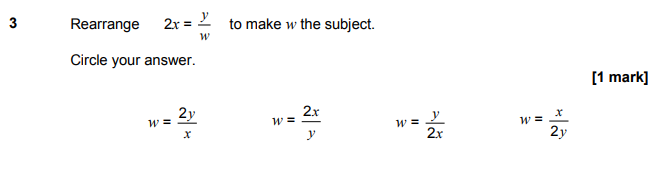 3 Rearrange 2x = y/w to make w the subject.
Circle your answer.
[1 mark]
w = 2y/x w = 2x/y w = y/2x w = x/2y